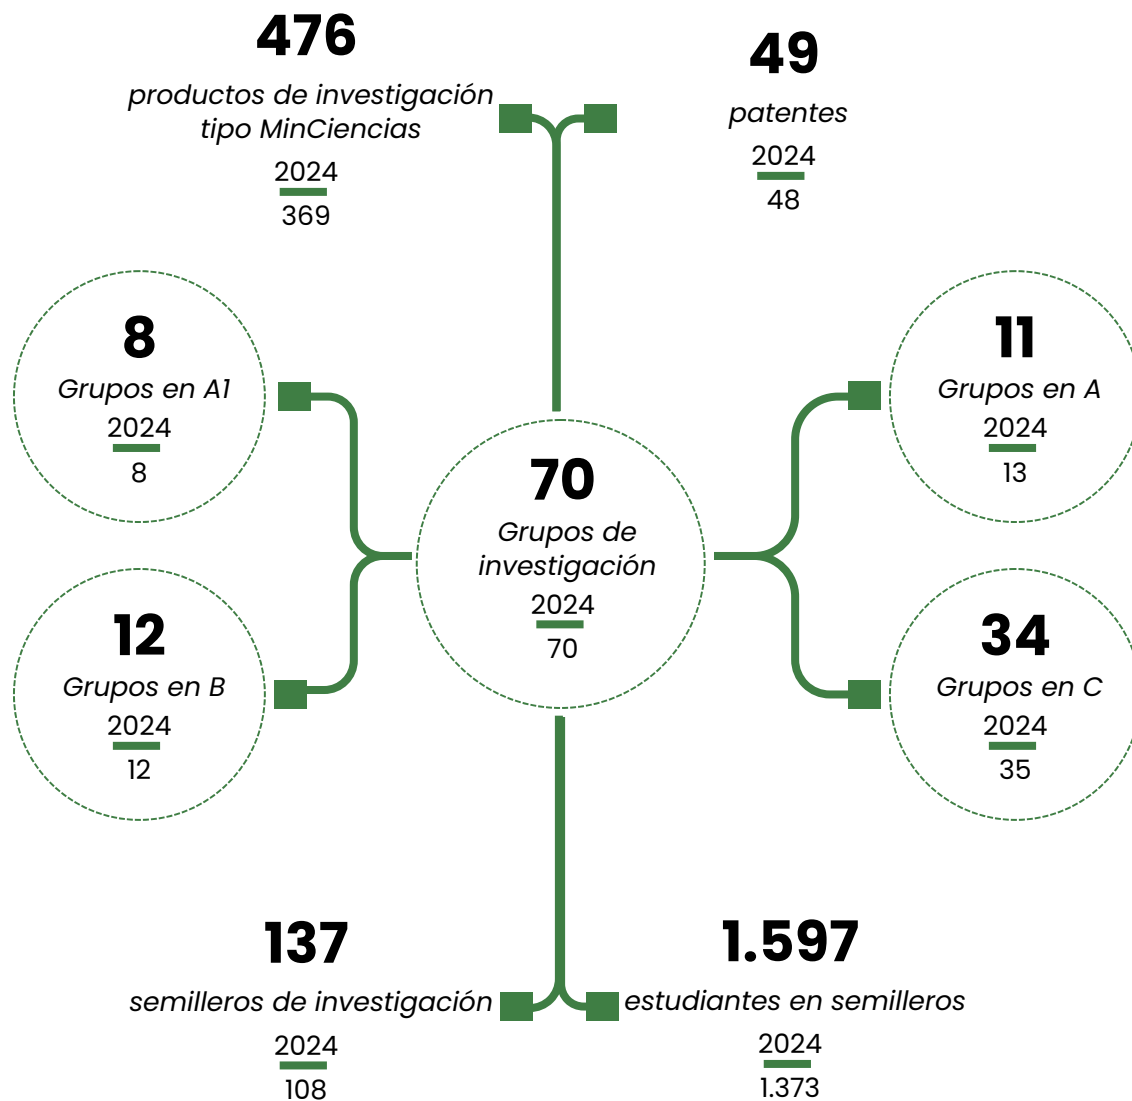 476
productos de investigación
tipo MinCiencias
2024
369
49
patentes
2024
48
8
Grupos en A1
2024
8
11
Grupos en A
2024
13
70
Grupos de
investigación
2024
70
12
Grupos en B
2024
12
34
Grupos en C
2024
35
137
semilleros de investigación
2024
108
1.597
estudiantes en semilleros
2024
1.373